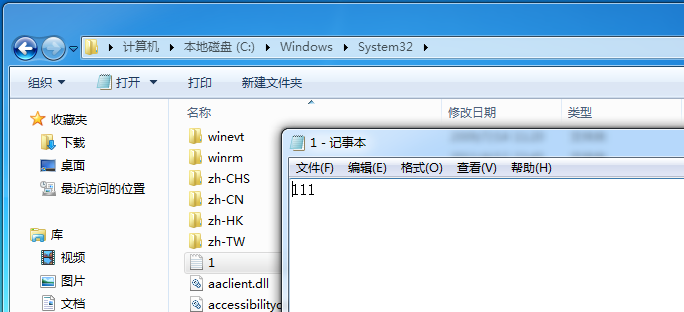 计算机 ▸ 本地磁盘 (C:) ▸ Windows ▸ System32
组织 打开 打印 新建文件夹
名称 修改日期 类型
收藏夹
下载
桌面
最近访问的位置
库
视频
图片
文档
winevt
winrm
zh-CHS
zh-CN
zh-HK
zh-TW
1
aaclient.dll
1 - 记事本
文件(F) 编辑(E) 格式(O) 查看(V) 帮助(H)
111